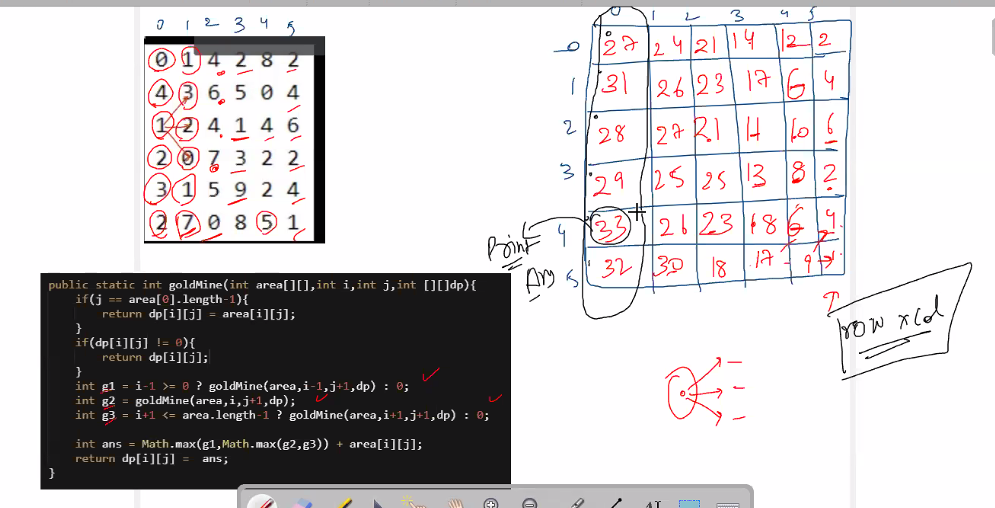 0 1 2 3 4 5
0 1 4 2 8 2
4 3 6 5 0 4
1 2 4 1 4 6
2 0 7 3 2 2
3 1 5 9 2 4
2 7 0 8 5 1
0 1 2 3 4 5
0 27 24 21 14 12 2
1 31 26 23 17 6 4
2 28 27 21 11 10 6
3 29 25 25 13 8 2
4 33 26 23 18 6 4
5 32 30 18 17 9 1
Print
Ans
row x col
public static int goldMine(int area[][],int i,int j,int [][]dp){
if(j == area[0].length-1){
return dp[i][j] = area[i][j];
}
if(dp[i][j] != 0){
return dp[i][j];
}
int g1 = i-1 >= 0 ? goldMine(area,i-1,j+1,dp) : 0;
int g2 = goldMine(area,i,j+1,dp);
int g3 = i+1 <= area.length-1 ? goldMine(area,i+1,j+1,dp) : 0;
int ans = Math.max(g1,Math.max(g2,g3)) + area[i][j];
return dp[i][j] =  ans;
}